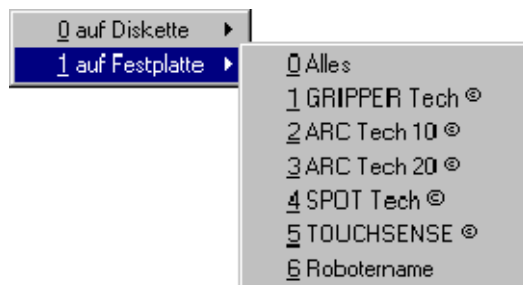 0 auf Diskette
1 auf Festplatte
0 Alles
1 GRIPPER Tech ©
2 ARC Tech 10 ©
3 ARC Tech 20 ©
4 SPOT Tech ©
5 TOUCHSENSE ©
6 Robotername